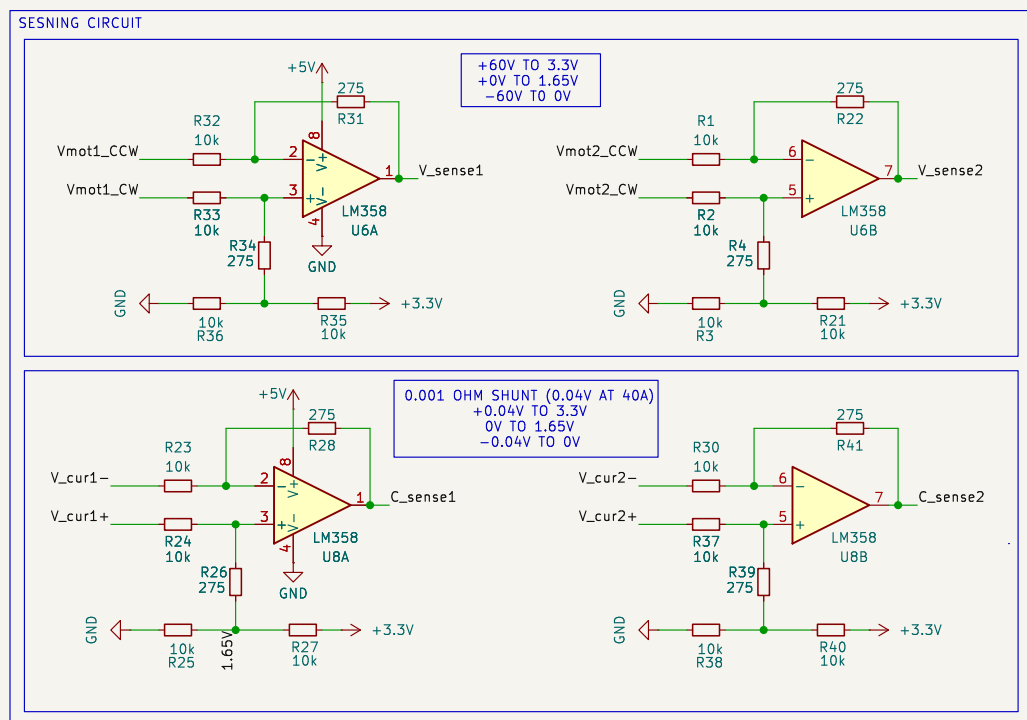 SESNING CIRCUIT
+60V TO 3.3V
+0V TO 1.65V
−60V TO 0V
+5V
275
R31
R32
10k
Vmot1_CCW
Vmot1_CW
R33
10k
8
2
−
V+
3
+
V−
4
1
V_sense1
LM358
U6A
GND
R34
275
GND
10k
R36
R35
10k
+3.3V
275
R22
R1
10k
Vmot2_CCW
Vmot2_CW
R2
10k
6
−
5
+
7
V_sense2
LM358
U6B
R4
275
GND
10k
R3
R21
10k
+3.3V
0.001 OHM SHUNT (0.04V AT 40A)
+0.04V TO 3.3V
0V TO 1.65V
−0.04V TO 0V
+5V
275
R28
R23
10k
V_cur1−
V_cur1+
R24
10k
8
2
−
V+
3
+
V−
4
1
C_sense1
LM358
U8A
GND
R26
275
GND
10k
R25
1.65V
R27
10k
+3.3V
275
R41
R30
10k
V_cur2−
V_cur2+
R37
10k
6
−
5
+
7
C_sense2
LM358
U8B
R39
275
GND
10k
R38
R40
10k
+3.3V